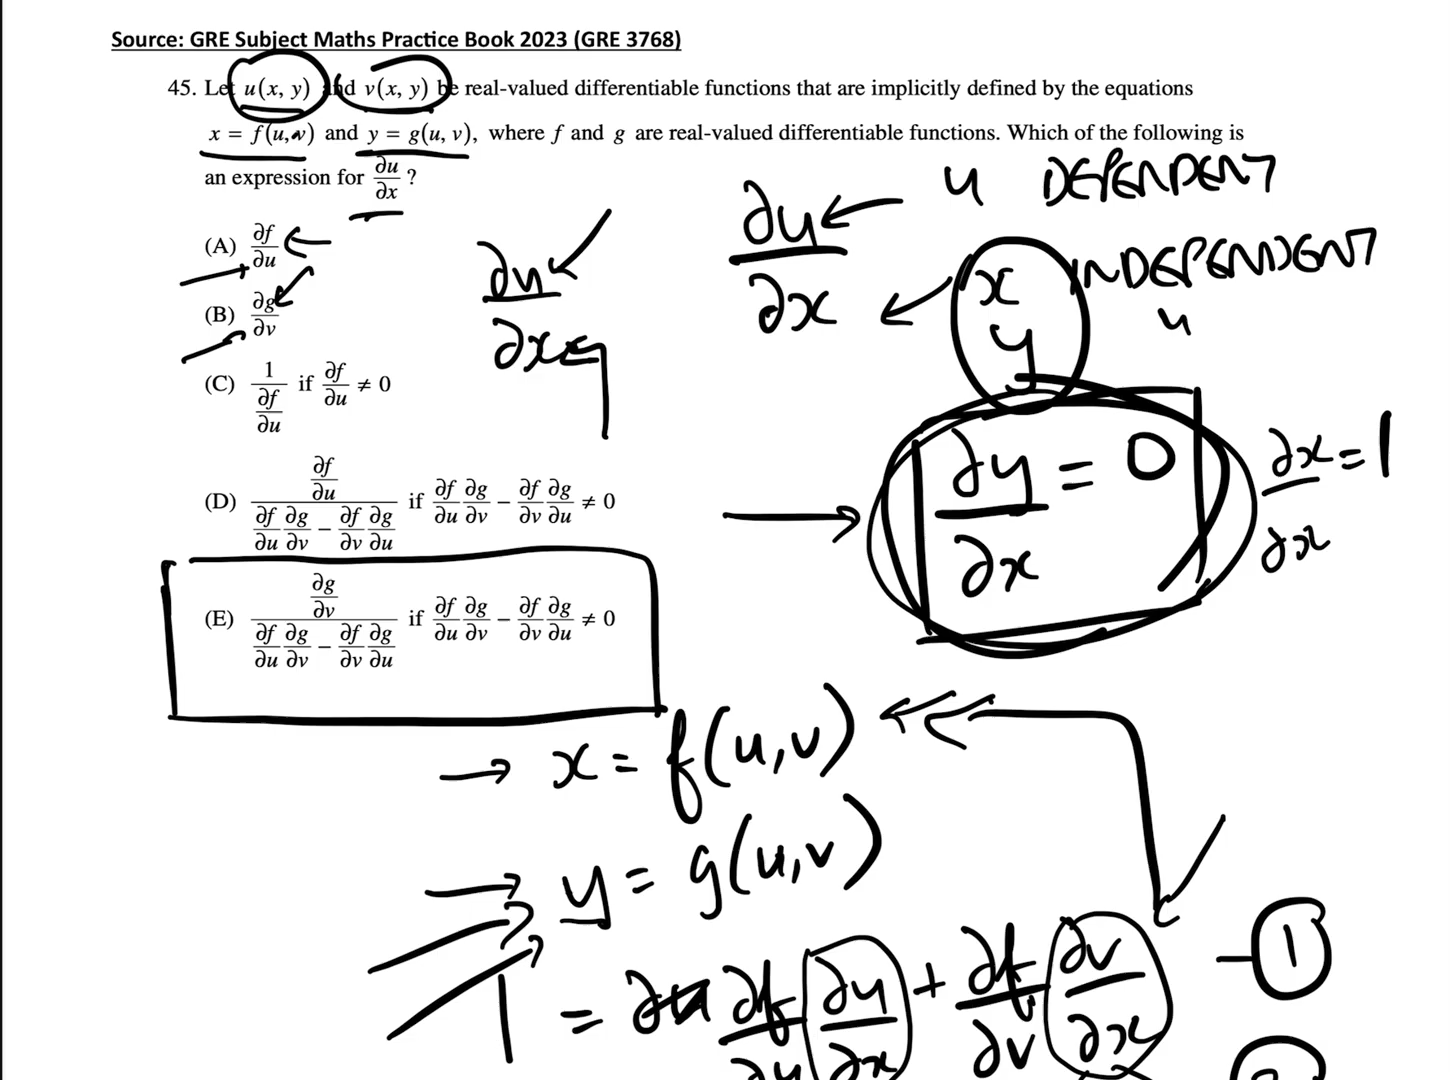 Source: GRE Subject Maths Practice Book 2023 (GRE 3768)
45. Let u(x, y) and v(x, y) be real-valued differentiable functions that are implicitly defined by the equations
x = f(u, v) and y = g(u, v), where f and g are real-valued differentiable functions. Which of the following is
an expression for ∂u/∂x ?
u DEPENDENT
∂u/∂x
x INDEPENDENT
y
u
(A) ∂f/∂u
∂u/∂x
(B) ∂g/∂v
(C) 1/(∂f/∂u) if ∂f/∂u ≠ 0
∂y/∂x = 0
∂x/∂x = 1
(D) (∂f/∂u)/(∂f/∂u ∂g/∂v − ∂f/∂v ∂g/∂u) if ∂f/∂u ∂g/∂v − ∂f/∂v ∂g/∂u ≠ 0
(E) (∂g/∂v)/(∂f/∂u ∂g/∂v − ∂f/∂v ∂g/∂u) if ∂f/∂u ∂g/∂v − ∂f/∂v ∂g/∂u ≠ 0
→ x = f(u,v)
→ y = g(u,v)
1 = ∂f/∂u ∂u/∂x + ∂f/∂v ∂v/∂x - 1